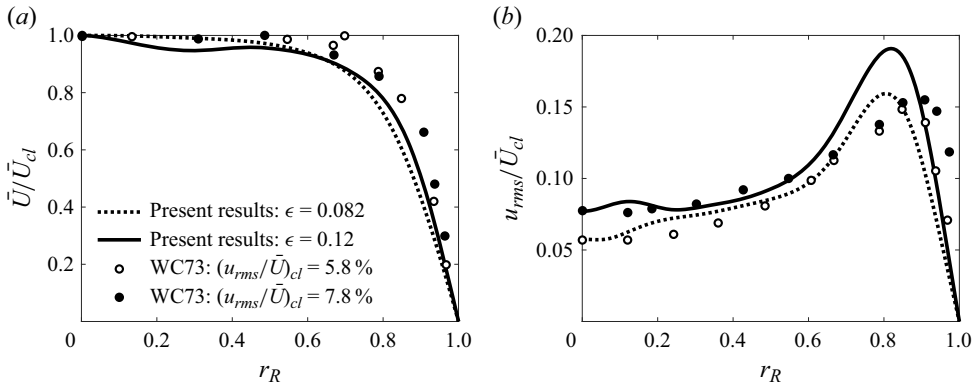 (a)
1.0
0.8
0.6
0.4
0.2
Ū/Ū_cl
Present results: ϵ = 0.082
Present results: ϵ = 0.12
WC73: (u_rms/Ū)_cl = 5.8 %
WC73: (u_rms/Ū)_cl = 7.8 %
0 0.2 0.4 0.6 0.8 1.0
r_R
(b)
0.20
0.15
0.10
0.05
u_rms/Ū_cl
0 0.2 0.4 0.6 0.8 1.0
r_R